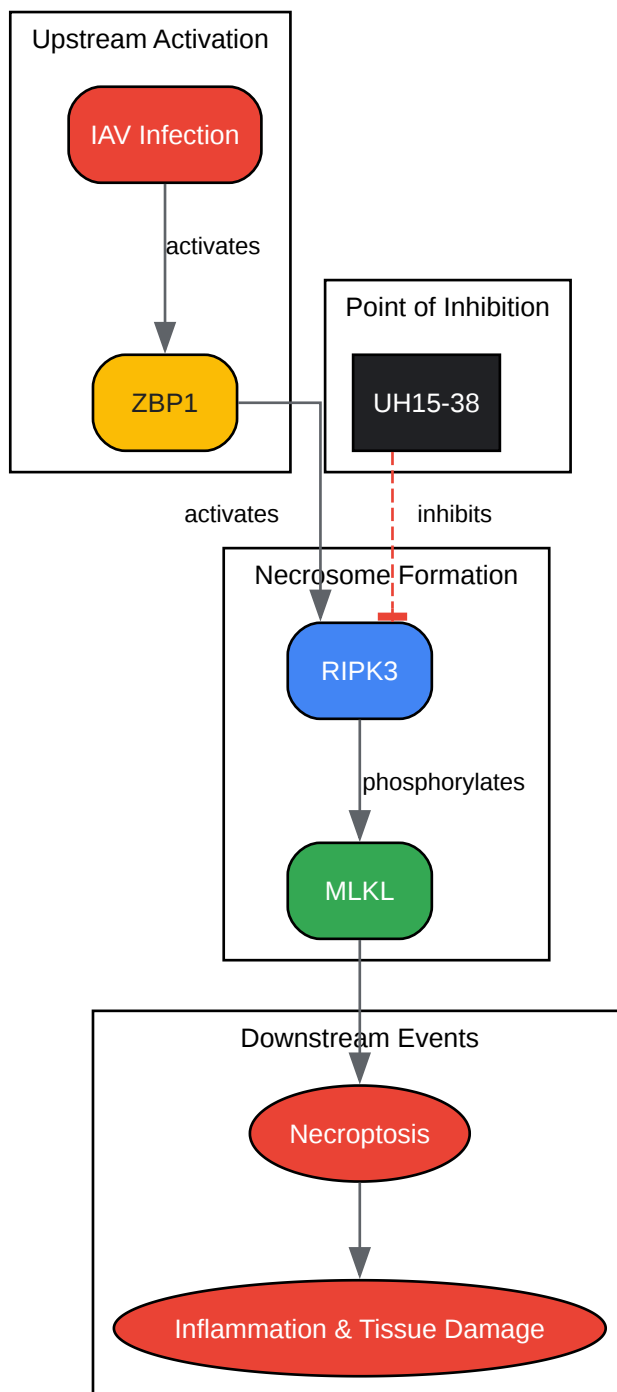 Upstream Activation
IAV Infection
activates
Point of Inhibition
ZBP1
UH15-38
activates
inhibits
Necrosome Formation
RIPK3
phosphorylates
MLKL
Downstream Events
Necroptosis
Inflammation & Tissue Damage